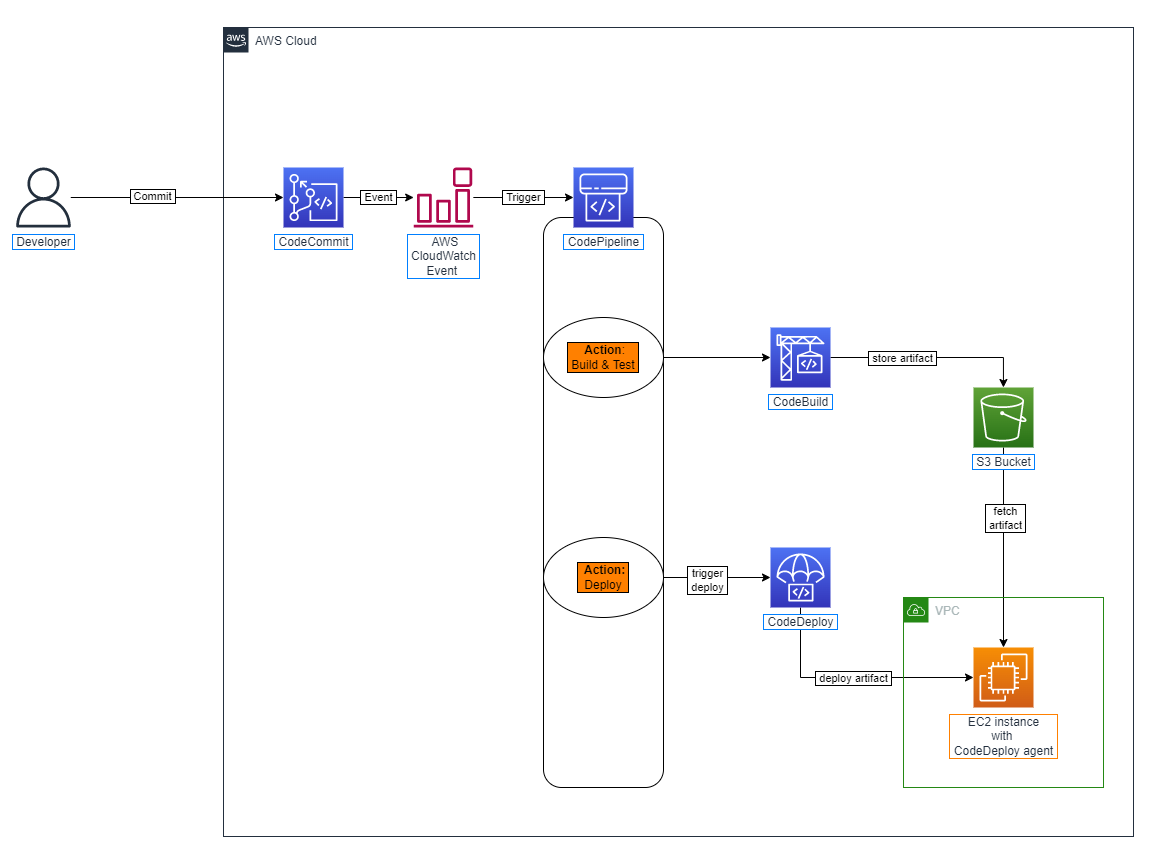 aws
AWS Cloud
Commit
Event
Trigger
Developer
CodeCommit
AWS
CloudWatch
Event
CodePipeline
Action:
Build & Test
CodeBuild
store artifact
S3 Bucket
fetch
artifact
Action:
Deploy
trigger
deploy
CodeDeploy
VPC
deploy artifact
EC2 instance
with
CodeDeploy agent